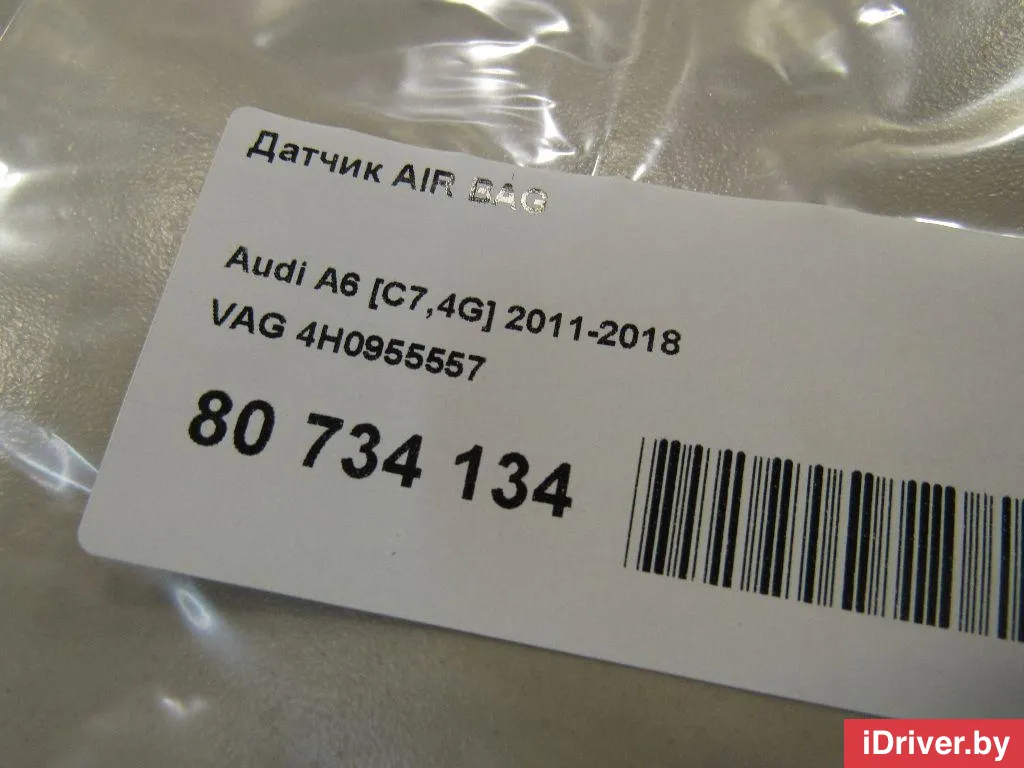 Датчик AIR BAG
Audi A6 [C7,4G] 2011-2018
VAG 4H0955557
80 734 134
iDriver.by